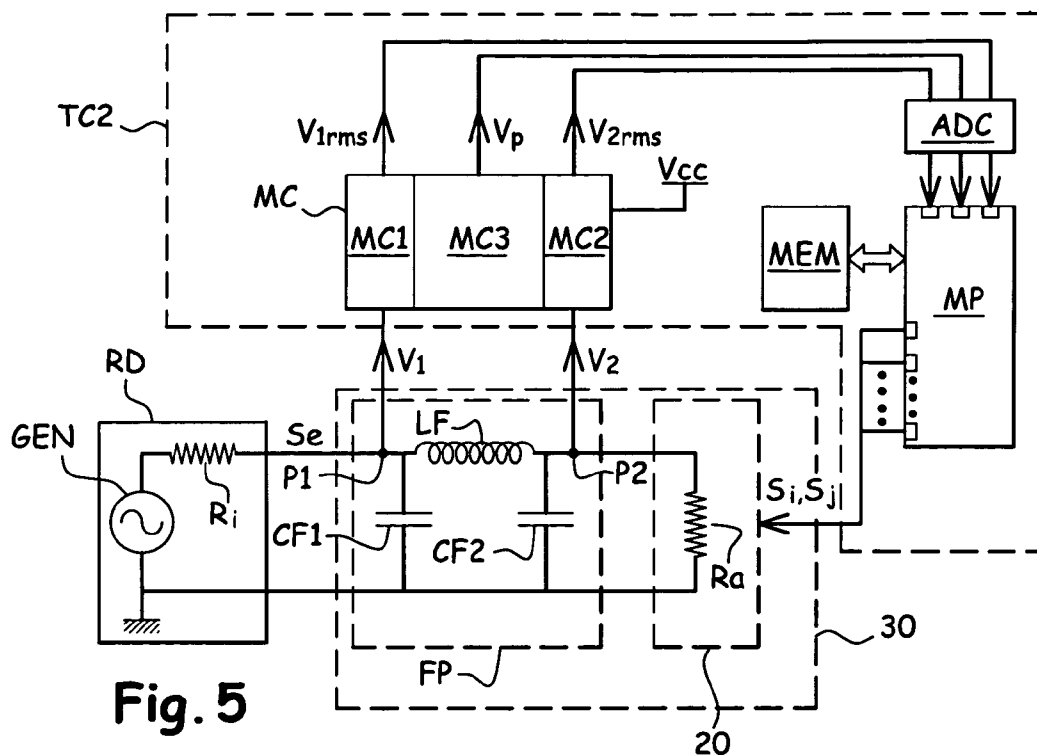 TC2
V1rms
Vp
V2rms
Vcc
ADC
MC
MC1
MC3
MC2
MEM
MP
V1
V2
RD
GEN
Ri
Se
LF
P1
P2
CF1
CF2
Ra
Si,Sj
FP
20
30
Fig. 5